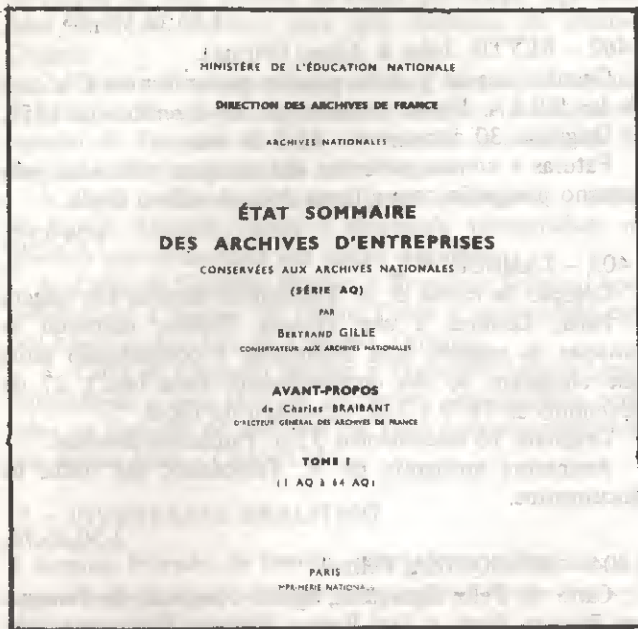 MINISTÈRE DE L'ÉDUCATION NATIONALE
DIRECTION DES ARCHIVES DE FRANCE
ARCHIVES NATIONALES
ÉTAT SOMMAIRE
DES ARCHIVES D'ENTREPRISES
CONSERVÉES AUX ARCHIVES NATIONALES
(SÉRIE AQ)
PAR
BERTRAND GILLE
CONSERVATEUR AUX ARCHIVES NATIONALES
AVANT-PROPOS
de Charles BRAIBANT
DIRECTEUR GÉNÉRAL DES ARCHIVES DE FRANCE
TOME I
(1 AQ à 64 AQ)
PARIS
IMPRIMERIE NATIONALE